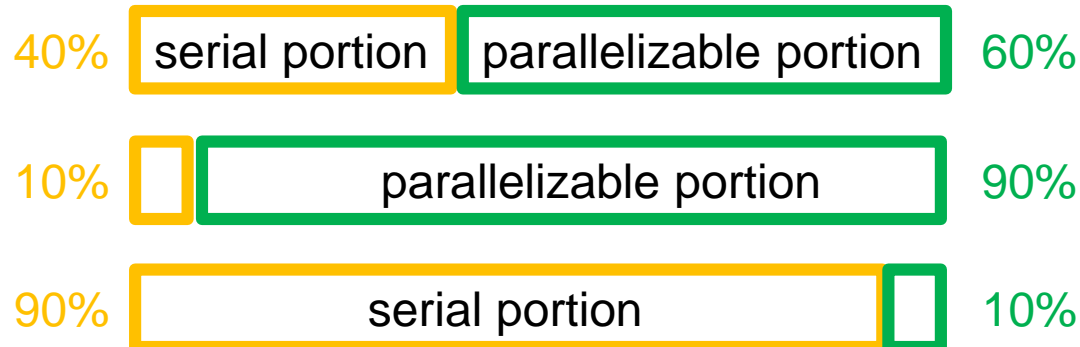 40% serial portion parallelizable portion 60%
10% parallelizable portion 90%
90% serial portion 10%